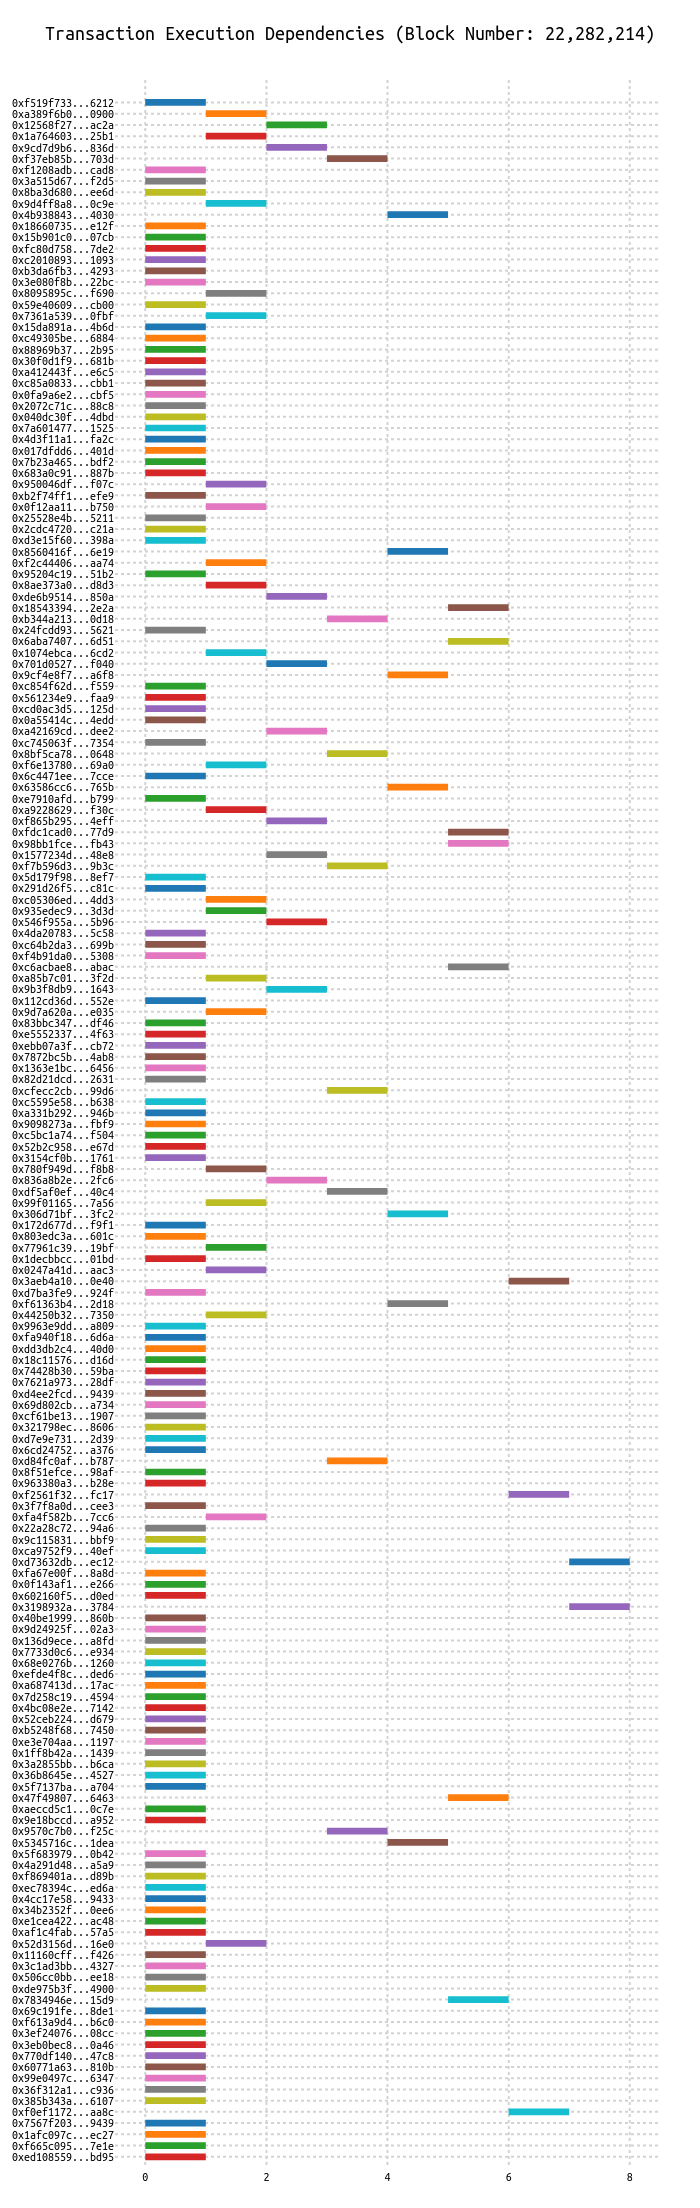 Transaction Execution Dependencies (Block Number: 22,282,214)
0xf519f733...6212
0xa389f6b0...0900
0x12568f27...ac2a
0x1a764603...25b1
0x9cd7d9b6...836d
0xf37eb85b...703d
0xf1208adb...cad8
0x3a515d67...f2d5
0x8ba3d680...ee6d
0x9d4ff8a8...0c9e
0x4b938843...4030
0x18660735...e12f
0x15b901c0...07cb
0xfc80d758...7de2
0xc2010893...1093
0xb3da6fb3...4293
0x3e080f8b...22bc
0x8095895c...f690
0x59e40609...cb00
0x7361a539...0fbf
0x15da891a...4b6d
0xc49305be...6884
0x88969b37...2b95
0x30f0d1f9...681b
0xa412443f...e6c5
0xc85a0833...cbb1
0x0fa9a6e2...cbf5
0x2072c71c...88c8
0x040dc30f...4dbd
0x7a601477...1525
0x4d3f11a1...fa2c
0x017dfdd6...401d
0x7b23a465...bdf2
0x683a0c91...887b
0x950046df...f07c
0xb2f74ff1...efe9
0x0f12aa11...b750
0x25528e4b...5211
0x2cdc4720...c21a
0xd3e15f60...398a
0x8560416f...6e19
0xf2c44406...aa74
0x95204c19...51b2
0x8ae373a0...d8d3
0xde6b9514...850a
0x18543394...2e2a
0xb344a213...0d18
0x24fcdd93...5621
0x6aba7407...6d51
0x1074ebca...6cd2
0x701d0527...f040
0x9cf4e8f7...a6f8
0xc854f62d...f559
0x561234e9...faa9
0xcd0ac3d5...125d
0x0a55414c...4edd
0xa42169cd...dee2
0xc745063f...7354
0x8bf5ca78...0648
0xf6e13780...69a0
0x6c4471ee...7cce
0x63586cc6...765b
0xe7910afd...b799
0xa9228629...f30c
0xf865b295...4eff
0xfdc1cad0...77d9
0x98bb1fce...fb43
0x1577234d...48e8
0xf7b596d3...9b3c
0x5d179f98...8ef7
0x291d26f5...c81c
0xc05306ed...4dd3
0x935edec9...3d3d
0x546f955a...5b96
0x4da20783...5c58
0xc64b2da3...699b
0xf4b91da0...5308
0xc6acbae8...abac
0xa85b7c01...3f2d
0x9b3f8db9...1643
0x112cd36d...552e
0x9d7a620a...e035
0x83bbc347...df46
0xe5552337...4f63
0xebb07a3f...cb72
0x7872bc5b...4ab8
0x1363e1bc...6456
0x82d21dcd...2631
0xcfecc2cb...99d6
0xc5595e58...b638
0xa331b292...946b
0x9098273a...fbf9
0xc5bc1a74...f504
0x52b2c958...e67d
0x3154cf0b...1761
0x780f949d...f8b8
0x836a8b2e...2fc6
0xdf5af0ef...40c4
0x99f01165...7a56
0x306d71bf...3fc2
0x172d677d...f9f1
0x803edc3a...601c
0x77961c39...19bf
0x1decbbcc...01bd
0x0247a41d...aac3
0x3aeb4a10...0e40
0xd7ba3fe9...924f
0xf61363b4...2d18
0x44250b32...7350
0x9963e9dd...a809
0xfa940f18...6d6a
0xdd3db2c4...40d0
0x18c11576...d16d
0x74428b30...59ba
0x7621a973...28df
0xd4ee2fcd...9439
0x69d802cb...a734
0xcf61be13...1907
0x321798ec...8606
0xd7e9e731...2d39
0x6cd24752...a376
0xd84fc0af...b787
0x8f51efce...98af
0x963380a3...b28e
0xf2561f32...fc17
0x3f7f8a0d...cee3
0xfa4f582b...7cc6
0x22a28c72...94a6
0x9c115831...bbf9
0xca9752f9...40ef
0xd73632db...ec12
0xfa67e00f...8a8d
0x0f143af1...e266
0x602160f5...d0ed
0x3198932a...3784
0x40be1999...860b
0x9d24925f...02a3
0x136d9ece...a8fd
0x7733d0c6...e934
0x68e0276b...1260
0xefde4f8c...ded6
0xa687413d...17ac
0x7d258c19...4594
0x4bc08e2e...7142
0x52ceb224...d679
0xb5248f68...7450
0xe3e704aa...1197
0x1ff8b42a...1439
0x3a2855bb...b6ca
0x36b8645e...4527
0x5f7137ba...a704
0x47f49807...6463
0xaeccd5c1...0c7e
0x9e18bccd...a952
0x9570c7b0...f25c
0x5345716c...1dea
0x5f683979...0b42
0x4a291d48...a5a9
0xf869401a...d89b
0xec78394c...ed6a
0x4cc17e58...9433
0x34b2352f...0ee6
0xe1cea422...ac48
0xaf1c4fab...57a5
0x52d3156d...16e0
0x11160cff...f426
0x3c1ad3bb...4327
0x506cc0bb...ee18
0xde975b3f...4900
0x7834946e...15d9
0x69c191fe...8de1
0xf613a9d4...b6c0
0x3ef24076...08cc
0x3eb0bec8...0a46
0x770df140...47c8
0x60771a63...810b
0x99e0497c...6347
0x36f312a1...c936
0x385b343a...6107
0xf0ef1172...aa8c
0x7567f203...9439
0x1afc097c...ec27
0xf665c095...7e1e
0xed108559...bd95
0 2 4 6 8